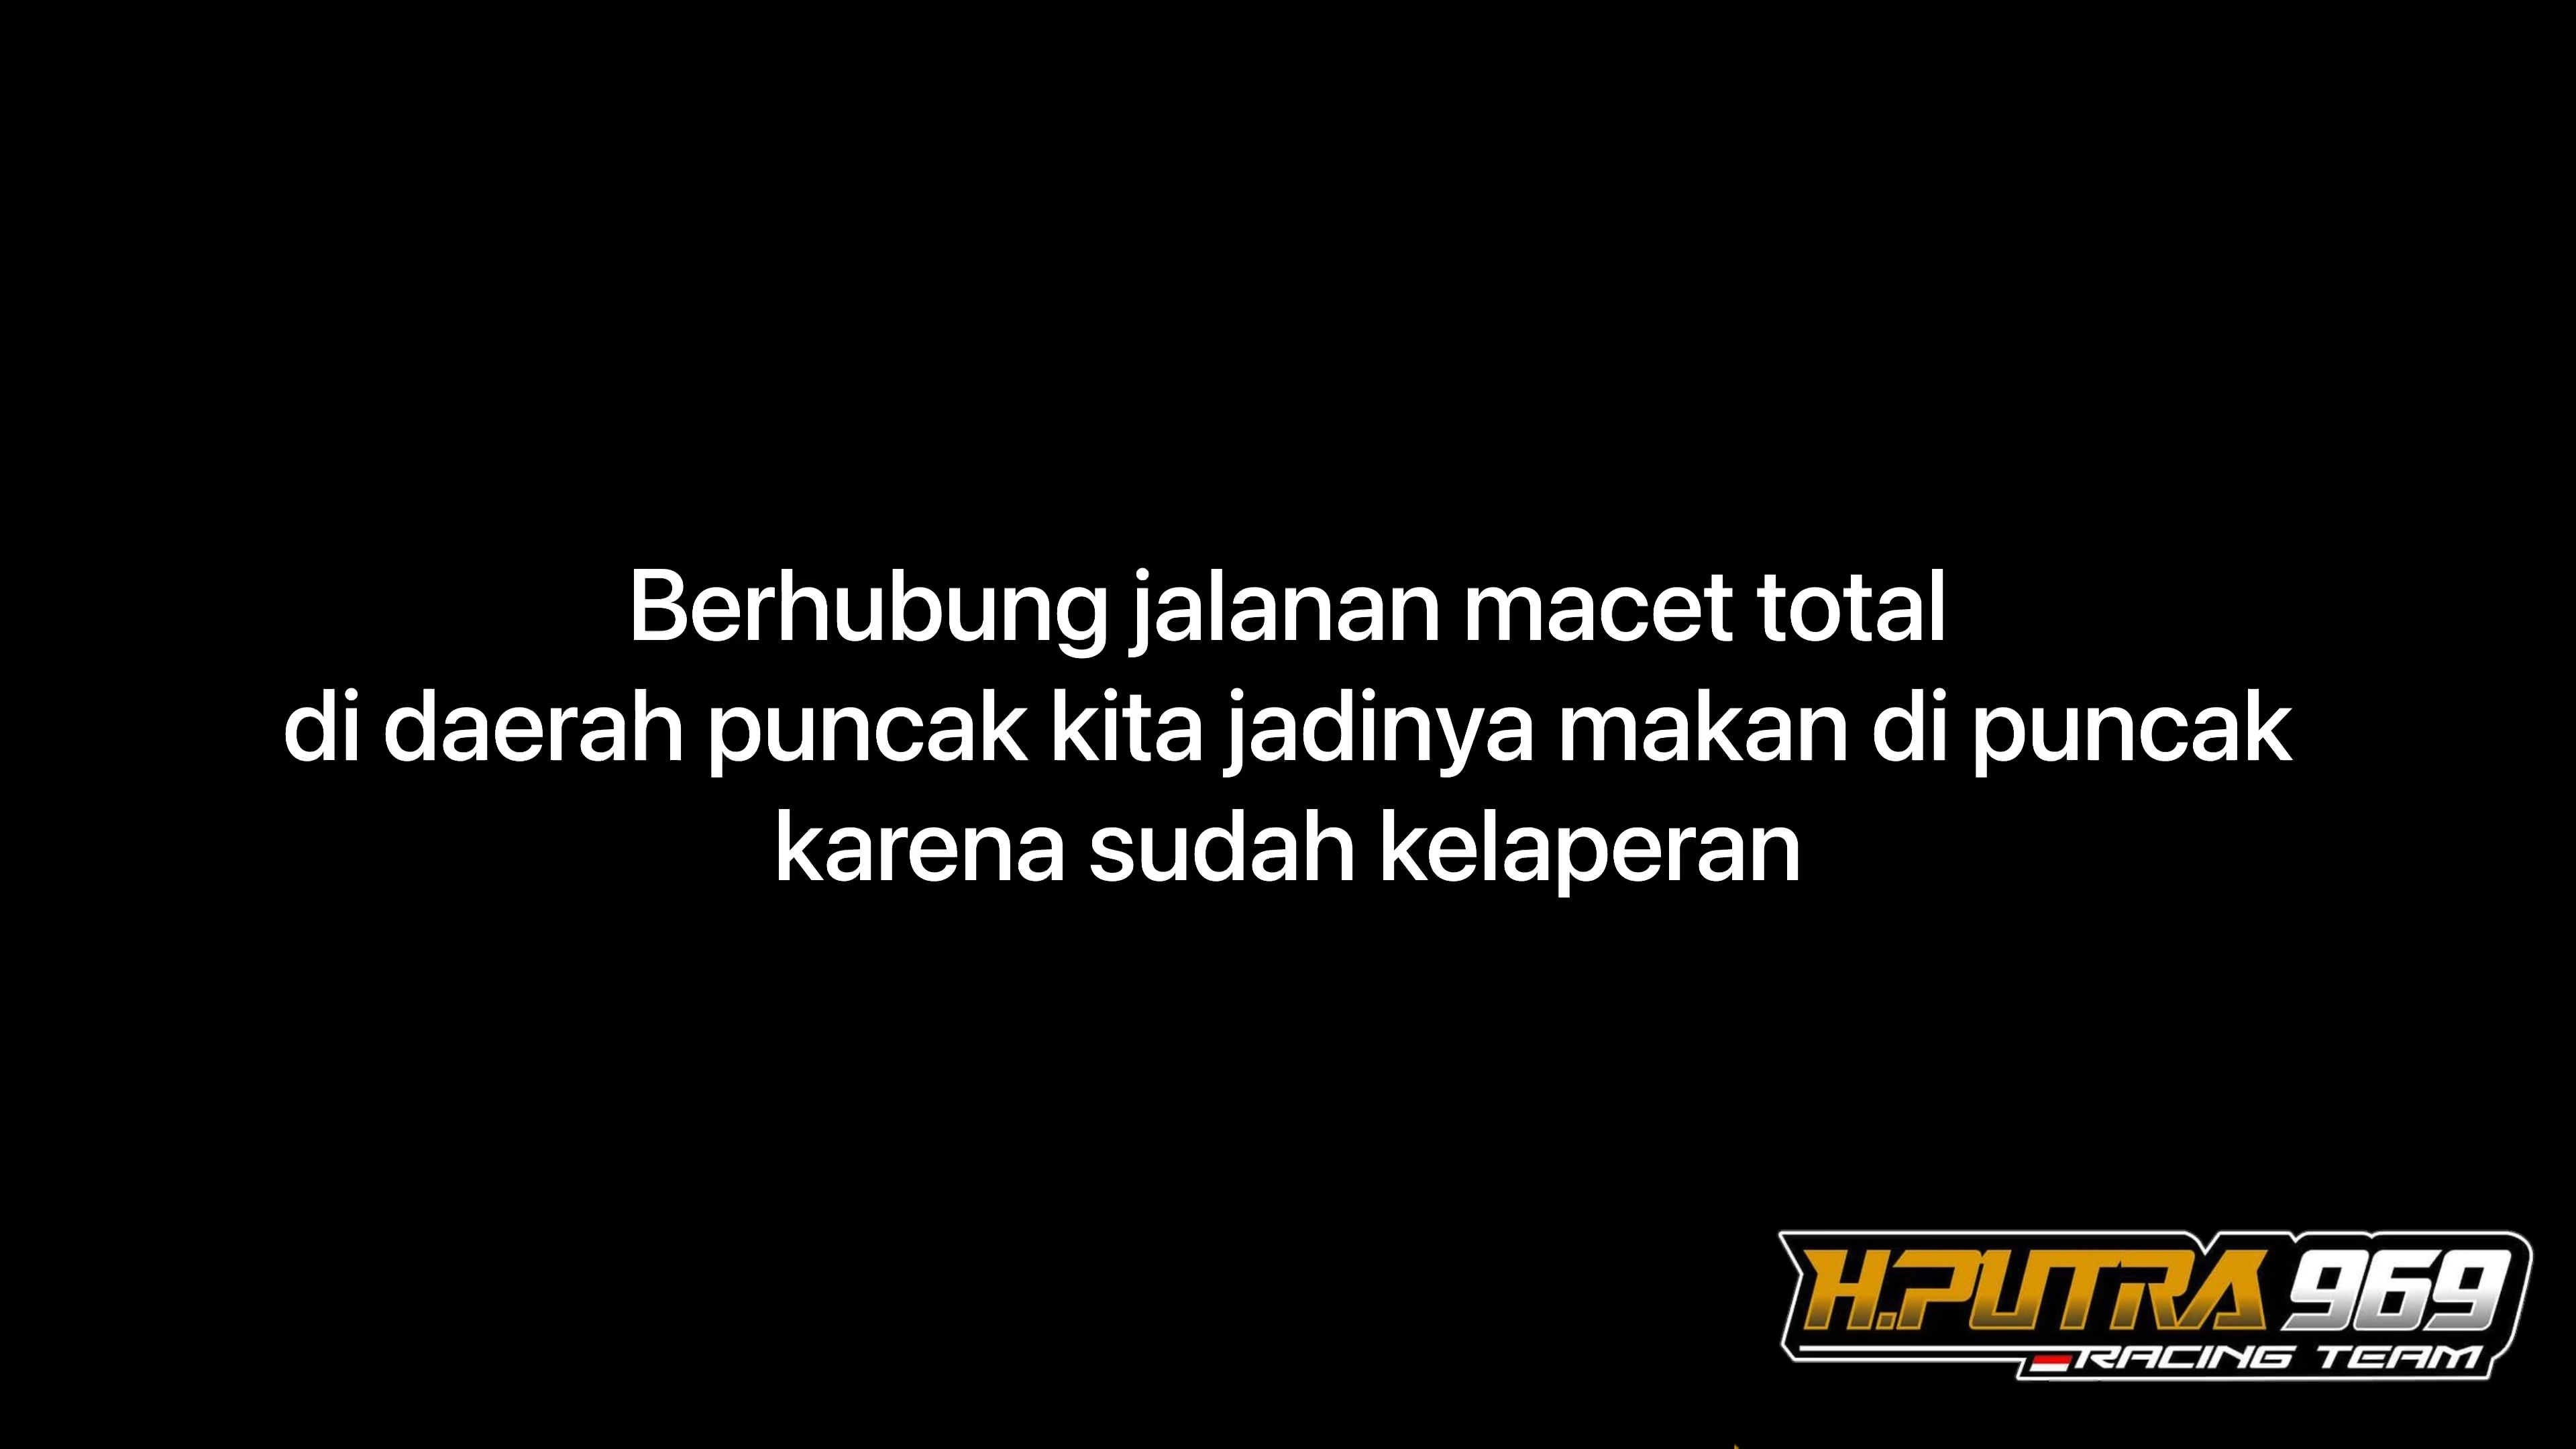 Berhubung jalanan macet total
di daerah puncak kita jadinya makan di puncak
karena sudah kelaperan
H.PUTRA 969
RACING TEAM